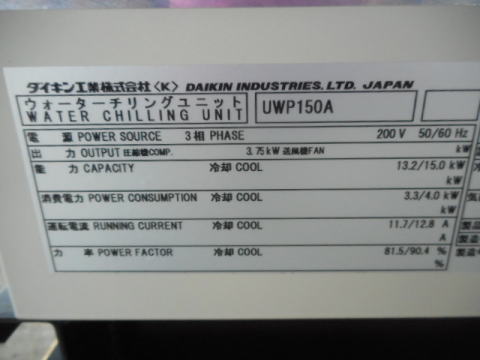 ダイキン工業株式会社〈K〉 DAIKIN INDUSTRIES. LTD. JAPAN
ウォーターチリングユニット
WATER CHILLING UNIT
UWP150A
電源 POWER SOURCE 3相 PHASE 200 V 50/60 Hz
出力 OUTPUT 圧縮機COMP. 3.75kW 送風機FAN kW
能力 CAPACITY 冷却 COOL 13.2/15.0 kW
kW
消費電力 POWER CONSUMPTION 冷却 COOL 3.3/4.0 kW
kW
運転電流 RUNNING CURRENT 冷却 COOL 11.7/12.8 A
A
力率 POWER FACTOR 冷却 COOL 81.5/90.4 %
%